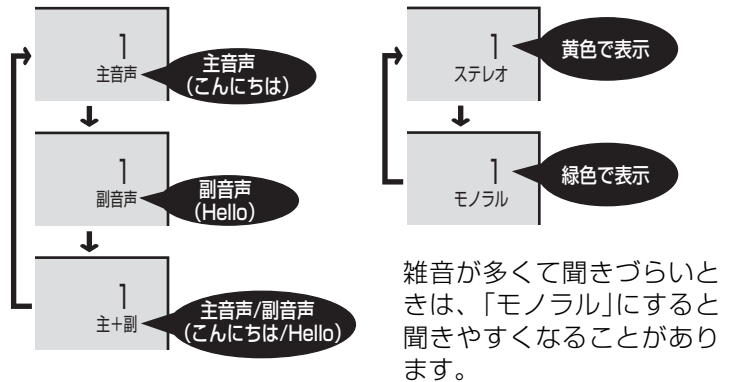 1
主音声
主音声
(こんにちは)
1
副音声
副音声
(Hello)
1
主+副
主音声/副音声
(こんにちは/Hello)
1
ステレオ
黄色で表示
1
モノラル
緑色で表示
雑音が多くて聞きづらいと
きは、「モノラル」にすると
聞きやすくなることがあり
ます。